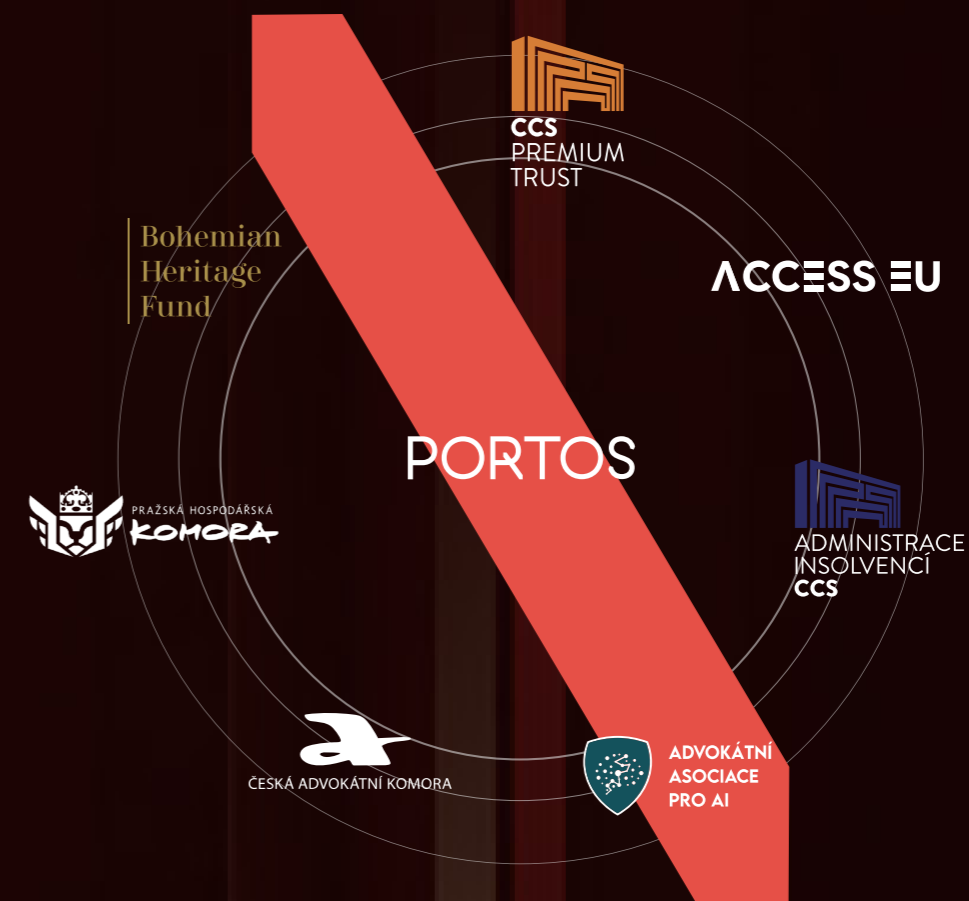 CCS
PREMIUM
TRUST
Bohemian
Heritage
Fund
ACCESS EU
PORTOS
PRAŽSKÁ HOSPODÁŘSKÁ
KOMORA
ADMINISTRACE
INSOLVENCÍ
CCS
ČESKÁ ADVOKÁTNÍ KOMORA
ADVOKÁTNÍ
ASOCIACE
PRO AI